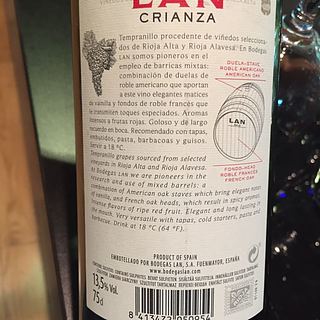 LAN
CRIANZA
Tempranillo procedente de viñedos selecciona-
dos de Rioja Alta y Rioja Alavesa. En Bodegas
LAN somos pioneros en el
empleo de barricas mixtas:
combinación de duelas de
roble americano que aportan
a este vino elegantes matices
de vainilla y fondos de roble francés que
le transmiten toques especiados. Aromas
intensos a frutas rojas. Goloso y de largo
recuerdo en boca. Recomendado con tapas,
embutidos, pasta, barbacoas y guisos.
Servir a 18 °C.
DUELA-STAVE
ROBLE AMERICANO
AMERICAN OAK
LAN
FONDO-HEAD
ROBLE FRANCÉS
FRENCH OAK
Tempranillo grapes sourced from selected
vineyards in Rioja Alta and Rioja Alavesa.
At Bodegas LAN we are pioneers in the
research and use of mixed barrels: a
combination of American oak staves which bring elegant notes
of vanilla, and French oak heads, which result in spicy aromas.
Intense flavors of ripe red fruit. Elegant and long lasting in
the mouth. Very versatile with tapas, cold starters, pasta and
barbecue. Drink at 18 °C (64 °F).
PRODUCT OF SPAIN
EMBOTELLADO POR BODEGAS LAN, S.A. FUENMAYOR, ESPAÑA
www.bodegaslan.com
13,5% Vol.
75 cl
8 413472 050954